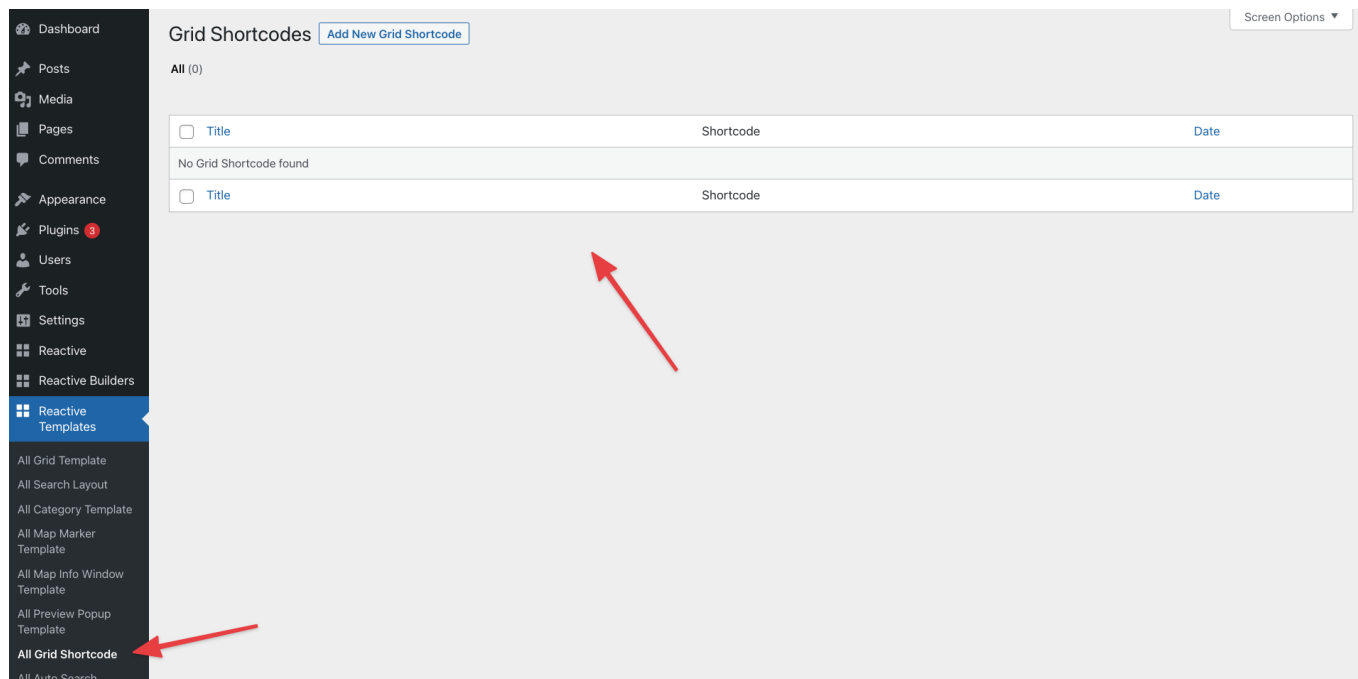 Dashboard
Posts
Media
Pages
Comments
Appearance
Plugins 3
Users
Tools
Settings
Reactive
Reactive Builders
Reactive
Templates
All Grid Template
All Search Layout
All Category Template
All Map Marker
Template
All Map Info Window
Template
All Preview Popup
Template
All Grid Shortcode
All Auto Search
Screen Options ▼
Grid Shortcodes Add New Grid Shortcode
All (0)
Title Shortcode Date
No Grid Shortcode found
Title Shortcode Date